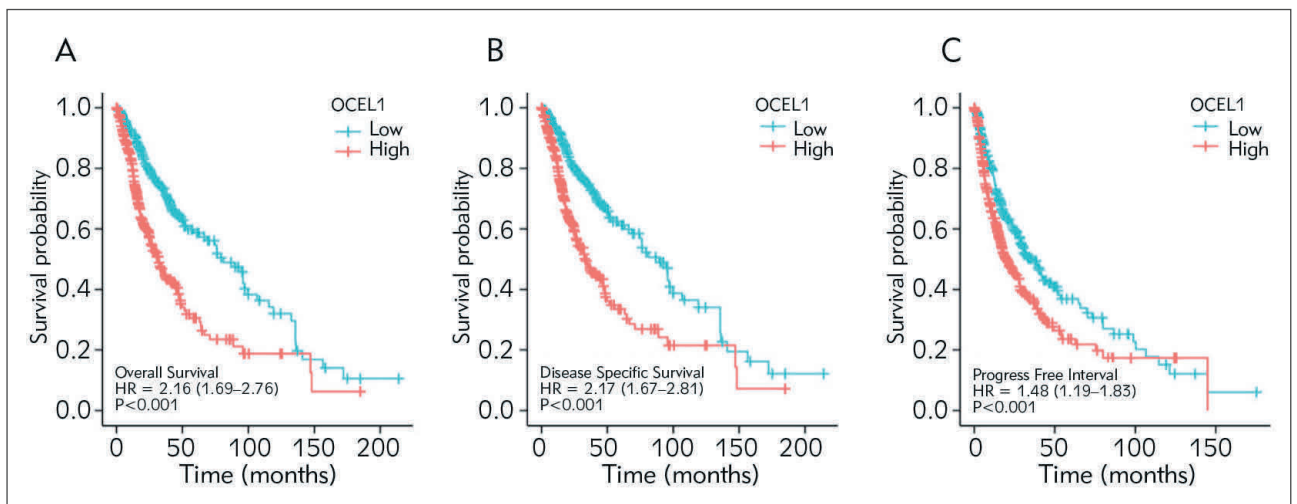 A
OCEL1
Low
High
Survival probability
1.0
0.8
0.6
0.4
0.2
0.0
Overall Survival
HR = 2.16 (1.69–2.76)
P<0.001
0 50 100 150 200
Time (months)
B
OCEL1
Low
High
Survival probability
1.0
0.8
0.6
0.4
0.2
0.0
Disease Specific Survival
HR = 2.17 (1.67–2.81)
P<0.001
0 50 100 150 200
Time (months)
C
OCEL1
Low
High
Survival probability
1.0
0.8
0.6
0.4
0.2
0.0
Progress Free Interval
HR = 1.48 (1.19–1.83)
P<0.001
0 50 100 150
Time (months)